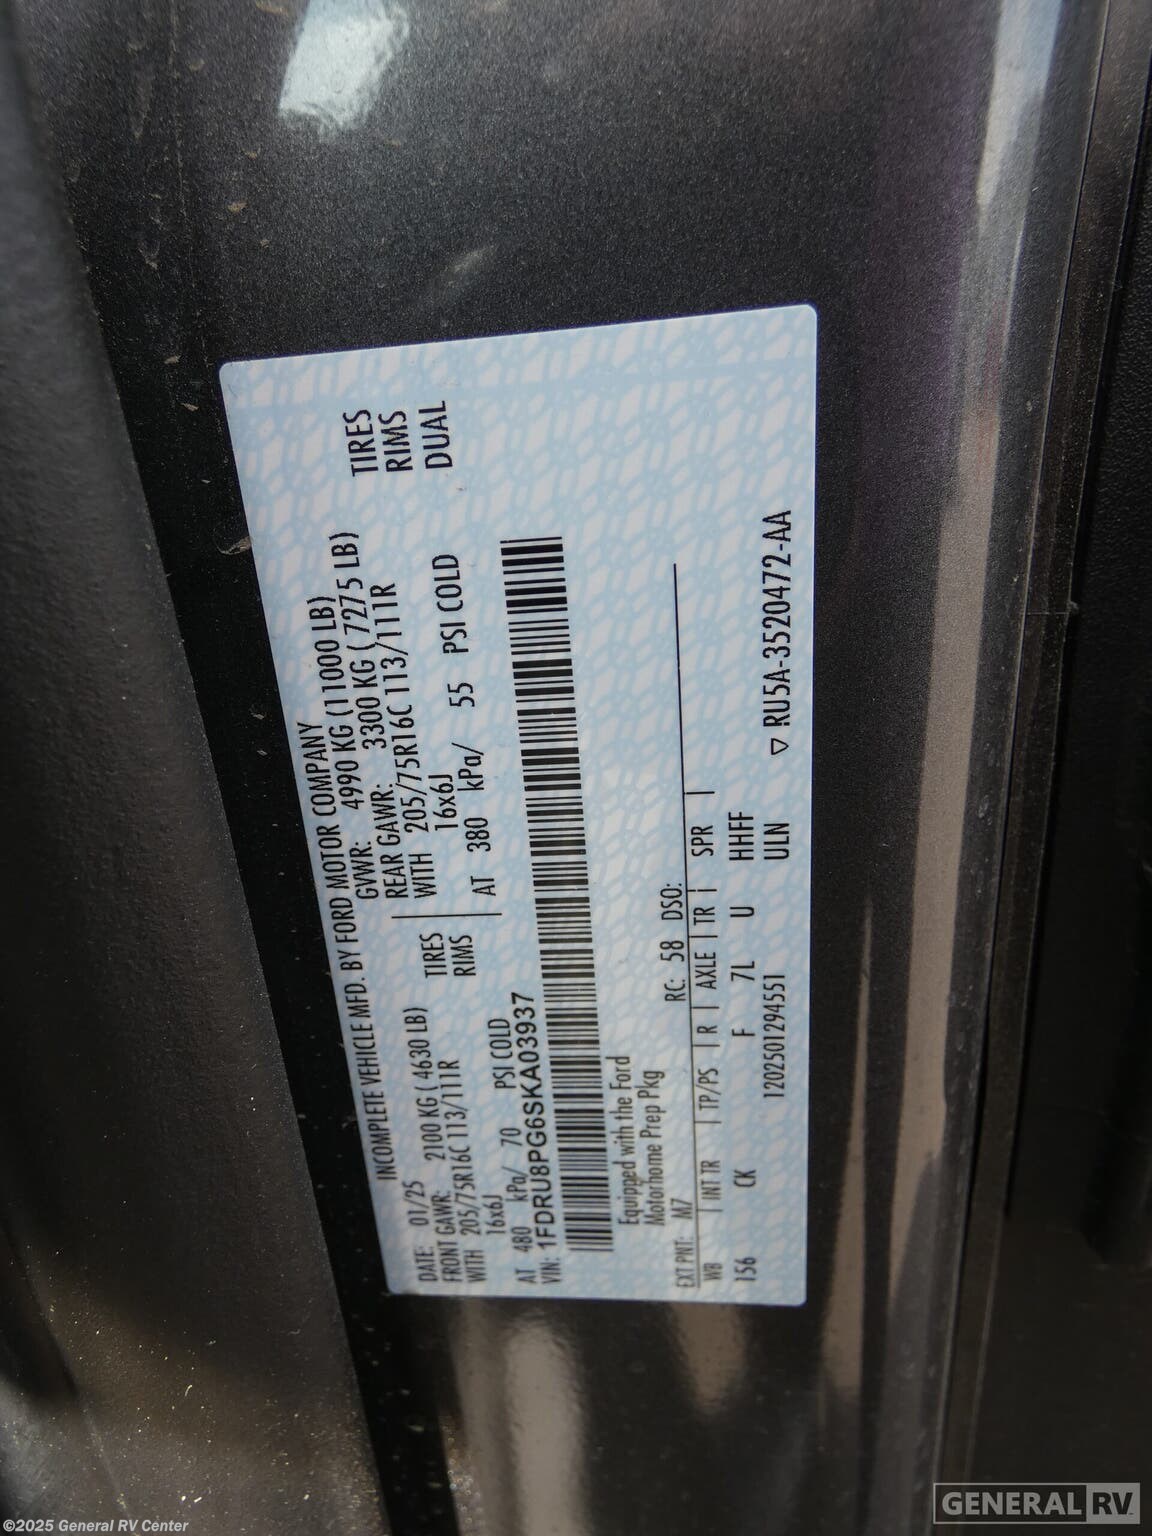 INCOMPLETE VEHICLE MFD. BY FORD MOTOR COMPANY
DATE: 01/25 GVWR: 4990 KG (11000 LB)
FRONT GAWR: 2100 KG ( 4630 LB) REAR GAWR: 3300 KG ( 7275 LB)
WITH 205/75R16C 113/111R TIRES WITH 205/75R16C 113/111R TIRES
16x6J RIMS 16x6J RIMS
AT 480 kPa/ 70 PSI COLD AT 380 kPa/ 55 PSI COLD DUAL
VIN: 1FDRU8PG6SKA03937
Equipped with the Ford
Motorhome Prep Pkg
EXT PNT: M7 RC: 58 DSO:
WB | INT TR | TP/PS | R | AXLE | TR | SPR |
156 CK F 7L U HHFF
1202501294551 ULN ▽ RU5A-3520472-AA
©2025 General RV Center
GENERAL RV